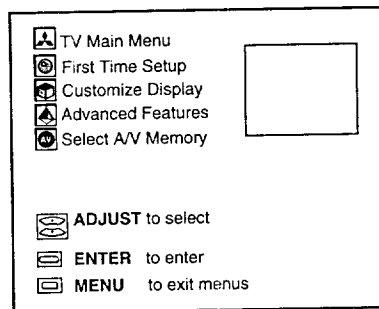 TV Main Menu
First Time Setup
Customize Display
Advanced Features
Select A/V Memory
ADJUST to select
ENTER to enter
MENU to exit menus